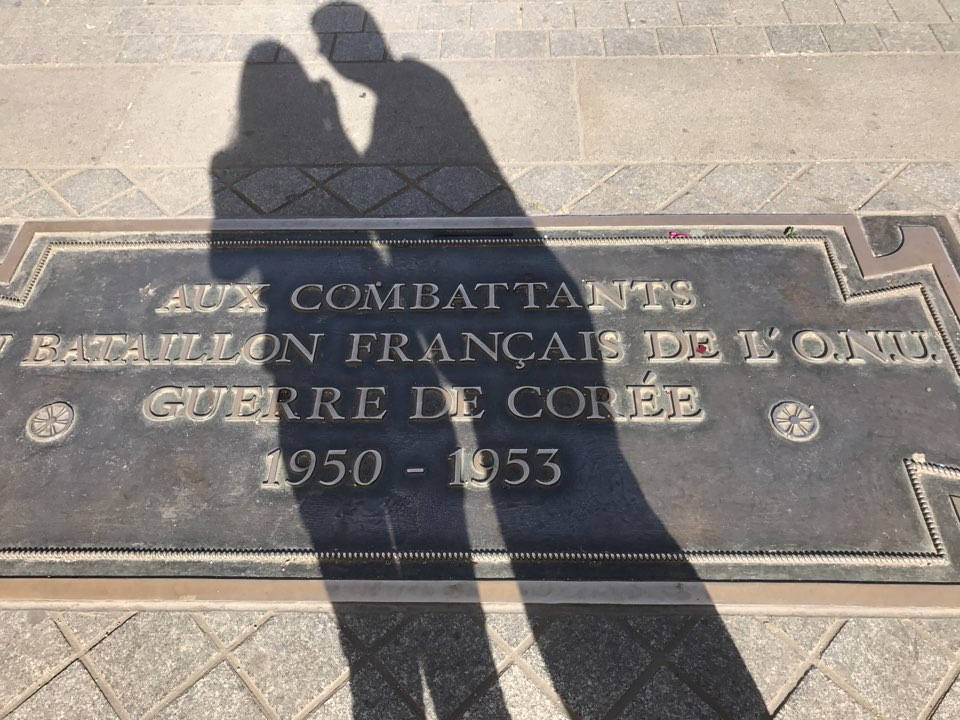 AUX COMBATTANTS
BATAILLON FRANÇAIS DE L'O.N.U.
GUERRE DE CORÉE
1950 - 1953